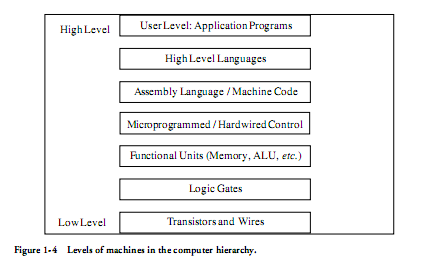 High Level
User Level: Application Programs
High Level Languages
Assembly Language / Machine Code
Microprogrammed / Hardwired Control
Functional Units (Memory, ALU, etc.)
Logic Gates
Low Level
Transistors and Wires
Figure 1-4 Levels of machines in the computer hierarchy.